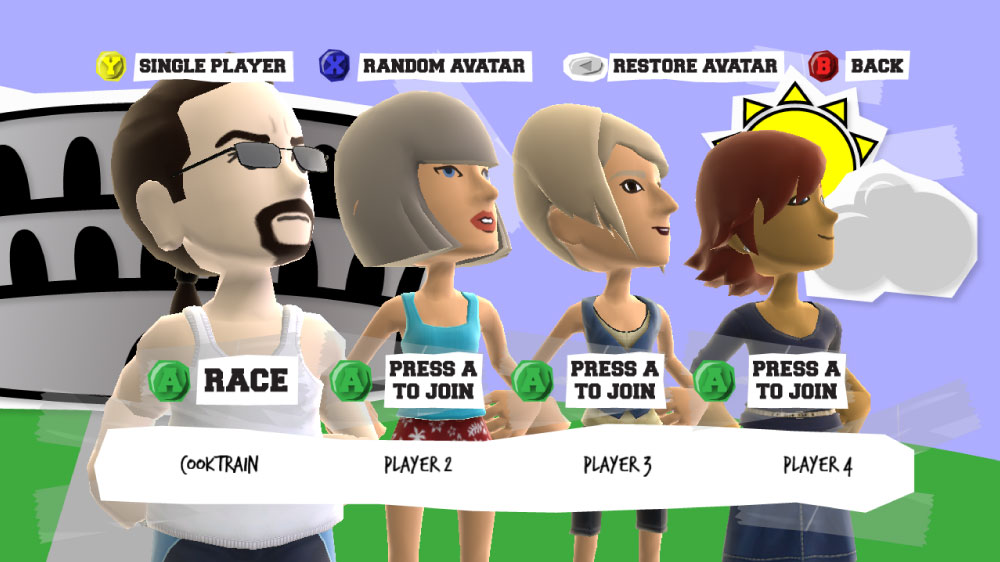 Y SINGLE PLAYER
X RANDOM AVATAR
RESTORE AVATAR
B BACK
A RACE
A PRESS A
TO JOIN
A PRESS A
TO JOIN
A PRESS A
TO JOIN
COOKTRAIN
PLAYER 2
PLAYER 3
PLAYER 4